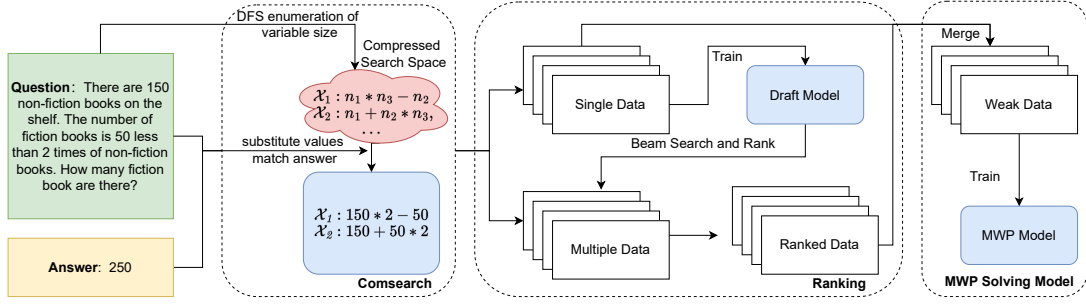 DFS enumeration of
variable size
Compressed
Search Space
Question: There are 150
non-fiction books on the
shelf. The number of
fiction books is 50 less
than 2 times of non-fiction
books. How many fiction
book are there?
Answer: 250
X₁ : n₁ * n₃ − n₂
X₂ : n₁ + n₂ * n₃,
...
substitute values
match answer
X₁ : 150 * 2 − 50
X₂ : 150 + 50 * 2
Comsearch
Single Data
Train
Draft Model
Beam Search and Rank
Multiple Data
Ranked Data
Ranking
Merge
Weak Data
Train
MWP Model
MWP Solving Model